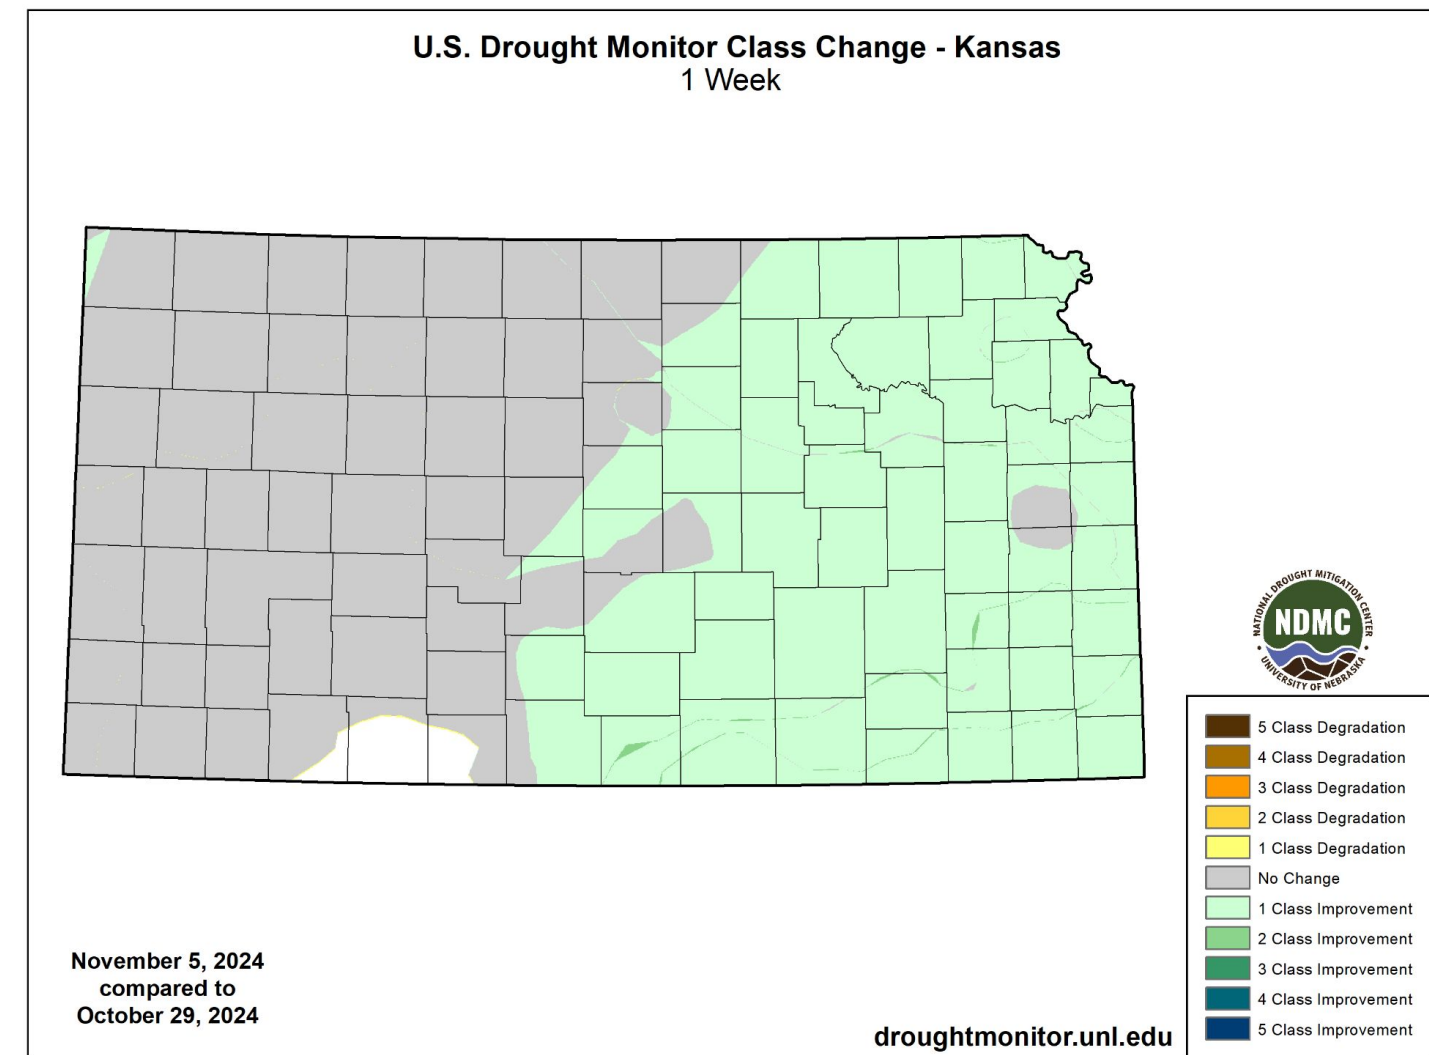 U.S. Drought Monitor Class Change - Kansas
1 Week
NATIONAL DROUGHT MITIGATION CENTER
NDMC
UNIVERSITY OF NEBRASKA
5 Class Degradation
4 Class Degradation
3 Class Degradation
2 Class Degradation
1 Class Degradation
No Change
1 Class Improvement
2 Class Improvement
3 Class Improvement
4 Class Improvement
5 Class Improvement
November 5, 2024
compared to
October 29, 2024
droughtmonitor.unl.edu